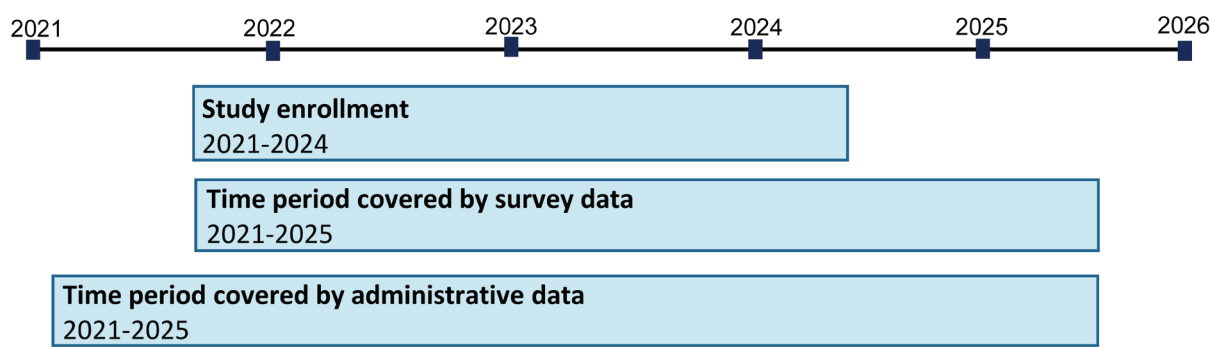 2021 2022 2023 2024 2025 2026
Study enrollment
2021-2024
Time period covered by survey data
2021-2025
Time period covered by administrative data
2021-2025